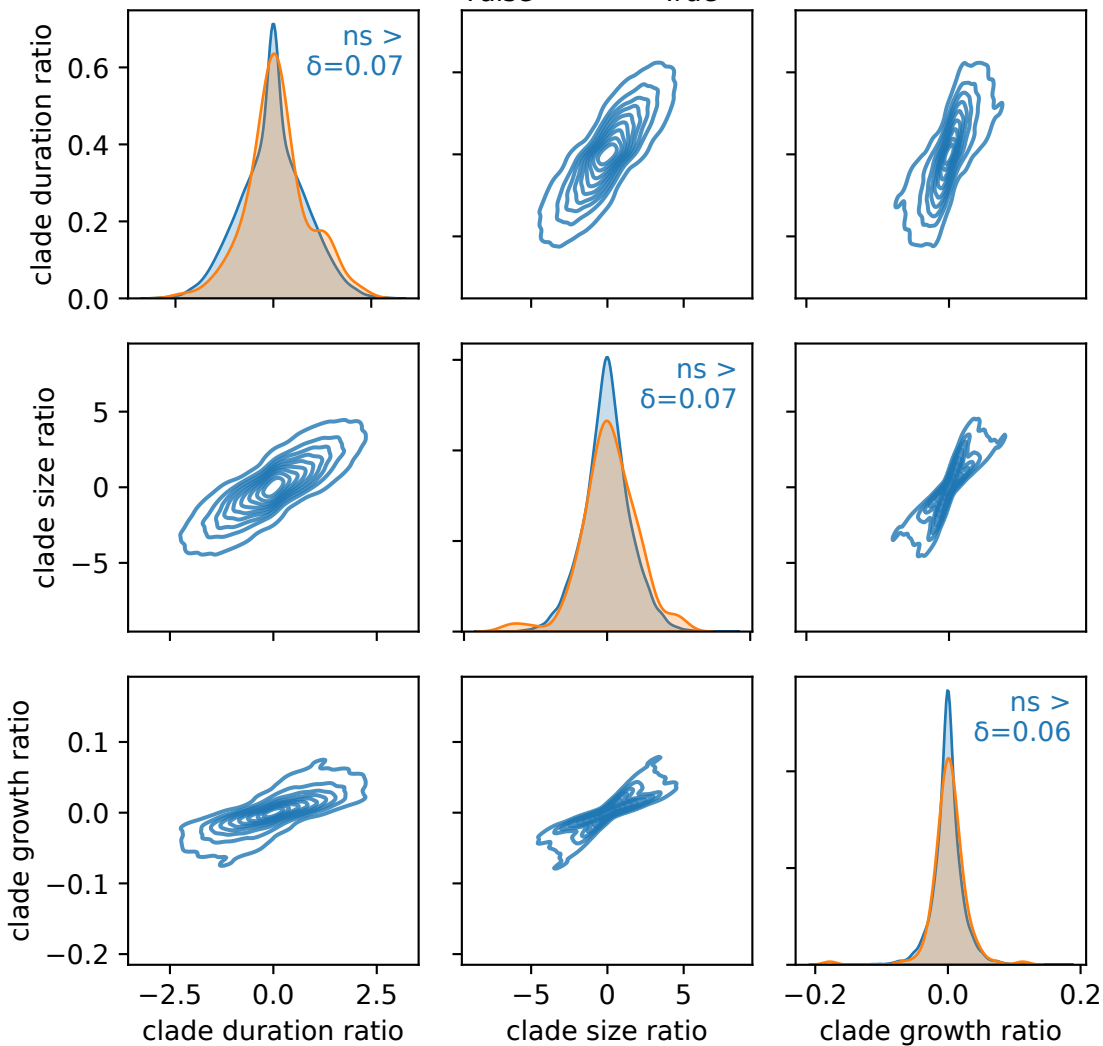 clade duration ratio
0.6
0.4
0.2
0.0
ns >
δ=0.07
clade size ratio
5
0
−5
ns >
δ=0.07
clade growth ratio
0.1
0.0
−0.1
−0.2
ns >
δ=0.06
−2.5 0.0 2.5
−5 0 5
−0.2 0.0 0.2
clade duration ratio
clade size ratio
clade growth ratio